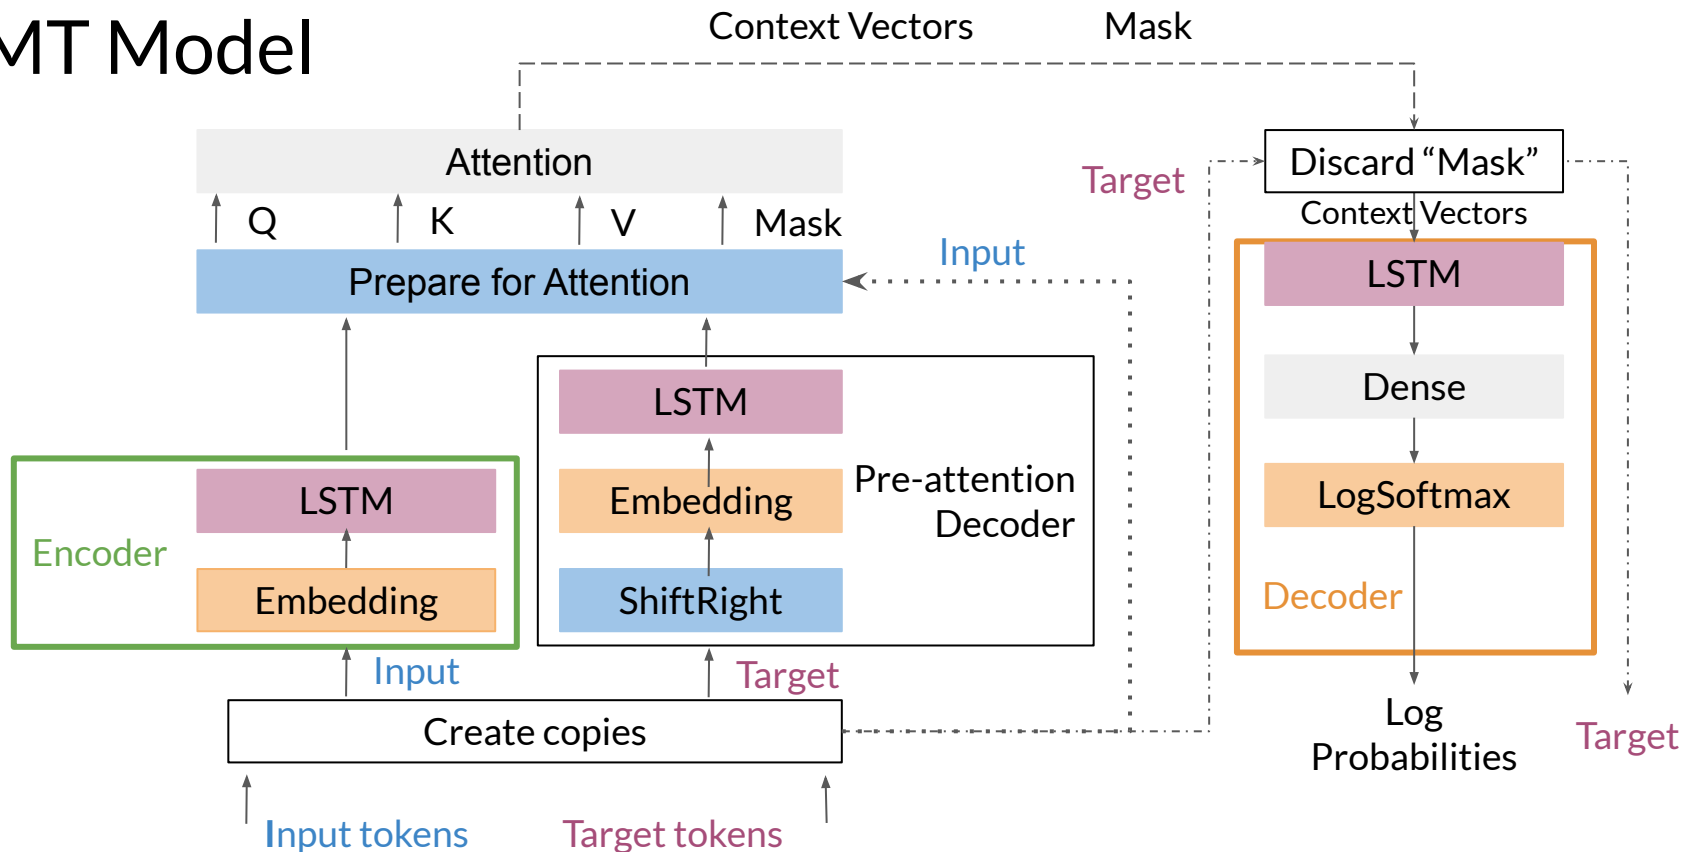 MT Model
Context Vectors Mask
Attention
Discard “Mask”
Target
Q K V Mask
Context Vectors
Input
Prepare for Attention
LSTM
LSTM
Dense
LSTM
Embedding
Pre-attention
Decoder
LogSoftmax
Encoder
Embedding
ShiftRight
Decoder
Input
Target
Create copies
Log
Probabilities
Target
Input tokens
Target tokens